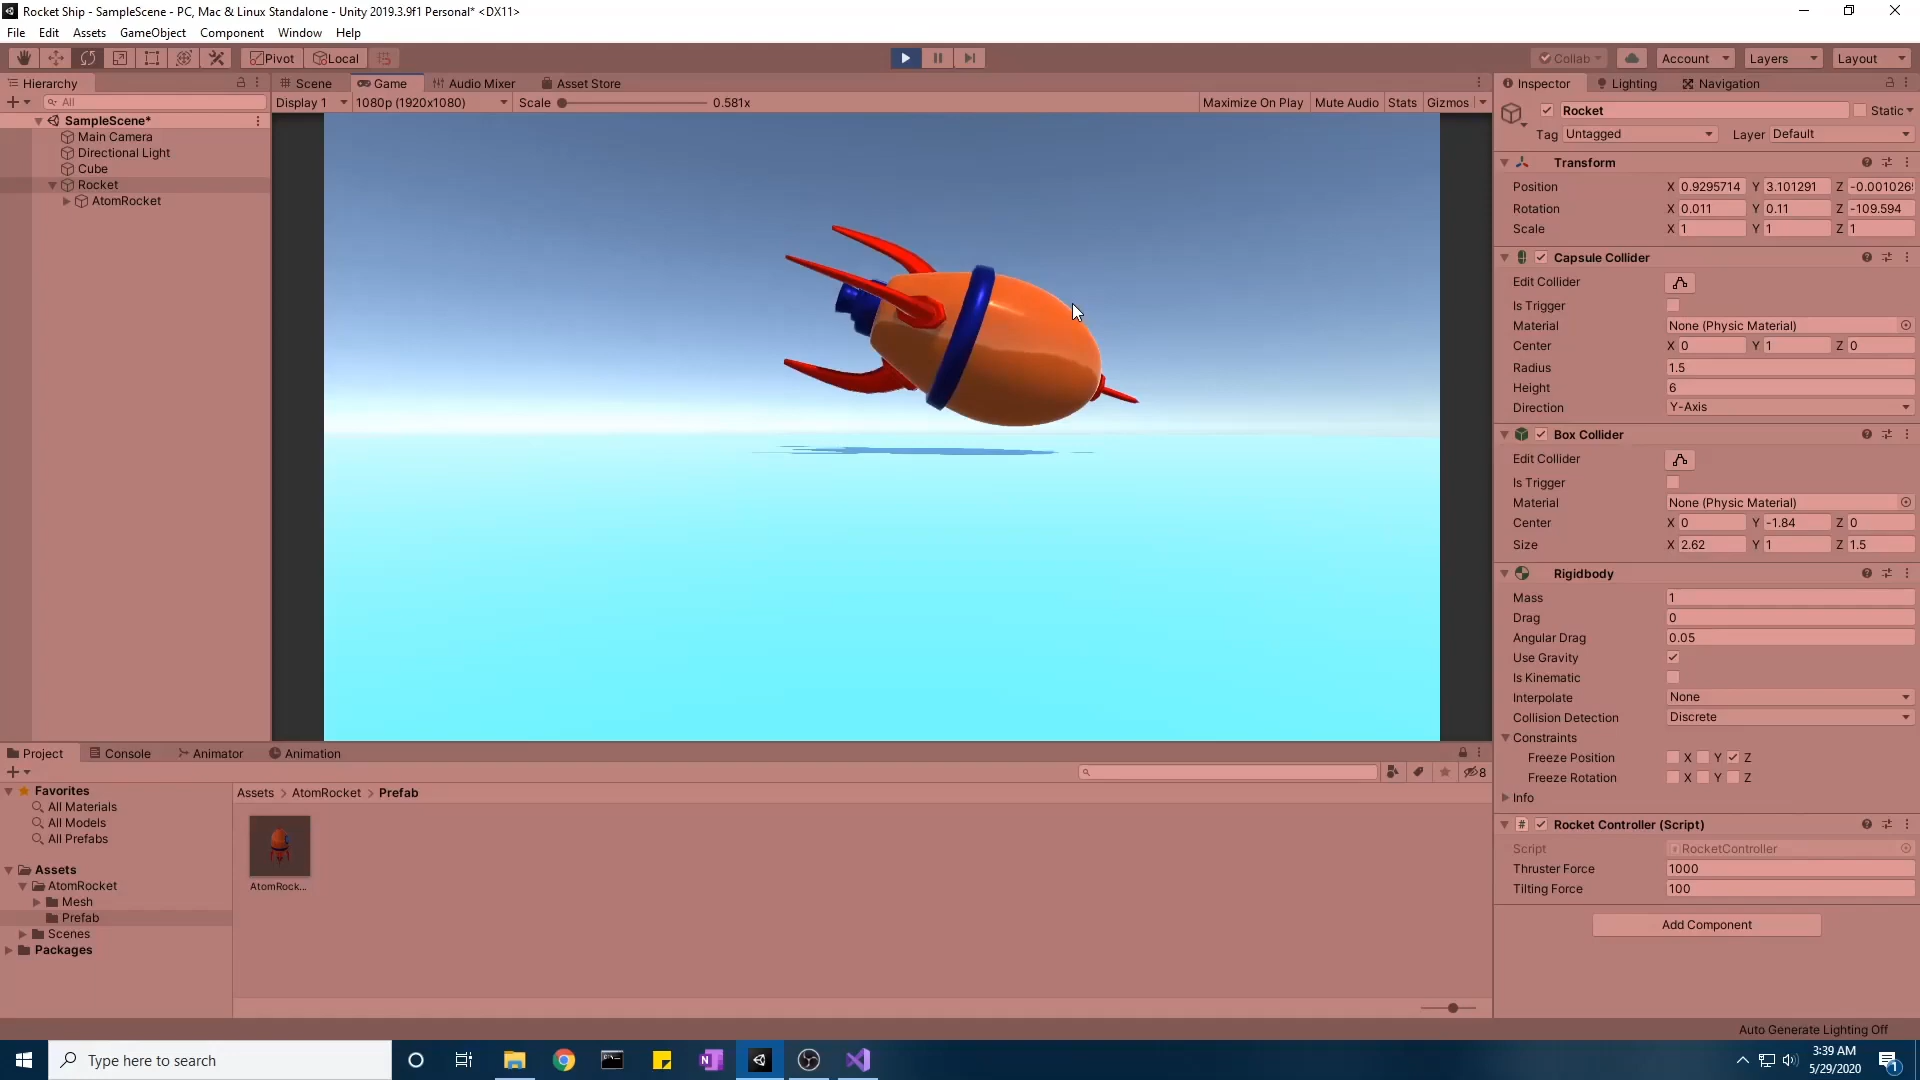 Rocket Ship - SampleScene - PC, Mac & Linux Standalone - Unity 2019.3.9f1 Personal* <DX11>
File Edit Assets GameObject Component Window Help
Pivot Local Collab Account Layers Layout
Hierarchy
All
SampleScene*
Main Camera
Directional Light
Cube
Rocket
AtomRocket
Scene Game Audio Mixer Asset Store
Display 1 1080p (1920x1080) Scale 0.581x Maximize On Play Mute Audio Stats Gizmos
Inspector Lighting Navigation
Rocket Static
Tag Untagged Layer Default
Transform
Position X 0.9295714 Y 3.101291 Z -0.001026
Rotation X 0.011 Y 0.11 Z -109.594
Scale X 1 Y 1 Z 1
Capsule Collider
Edit Collider
Is Trigger
Material None (Physic Material)
Center X 0 Y 1 Z 0
Radius 1.5
Height 6
Direction Y-Axis
Box Collider
Edit Collider
Is Trigger
Material None (Physic Material)
Center X 0 Y -1.84 Z 0
Size X 2.62 Y 1 Z 1.5
Rigidbody
Mass 1
Drag 0
Angular Drag 0.05
Use Gravity
Is Kinematic
Interpolate None
Collision Detection Discrete
Constraints
Freeze Position X Y Z
Freeze Rotation X Y Z
Info
# Rocket Controller (Script)
Script RocketController
Thruster Force 1000
Tilting Force 100
Add Component
Project Console Animator Animation
8
Favorites
All Materials
All Models
All Prefabs
Assets
AtomRocket
Mesh
Prefab
Scenes
Packages
Assets > AtomRocket > Prefab
AtomRock...
Auto Generate Lighting Off
Type here to search
N
3:39 AM
5/29/2020
1